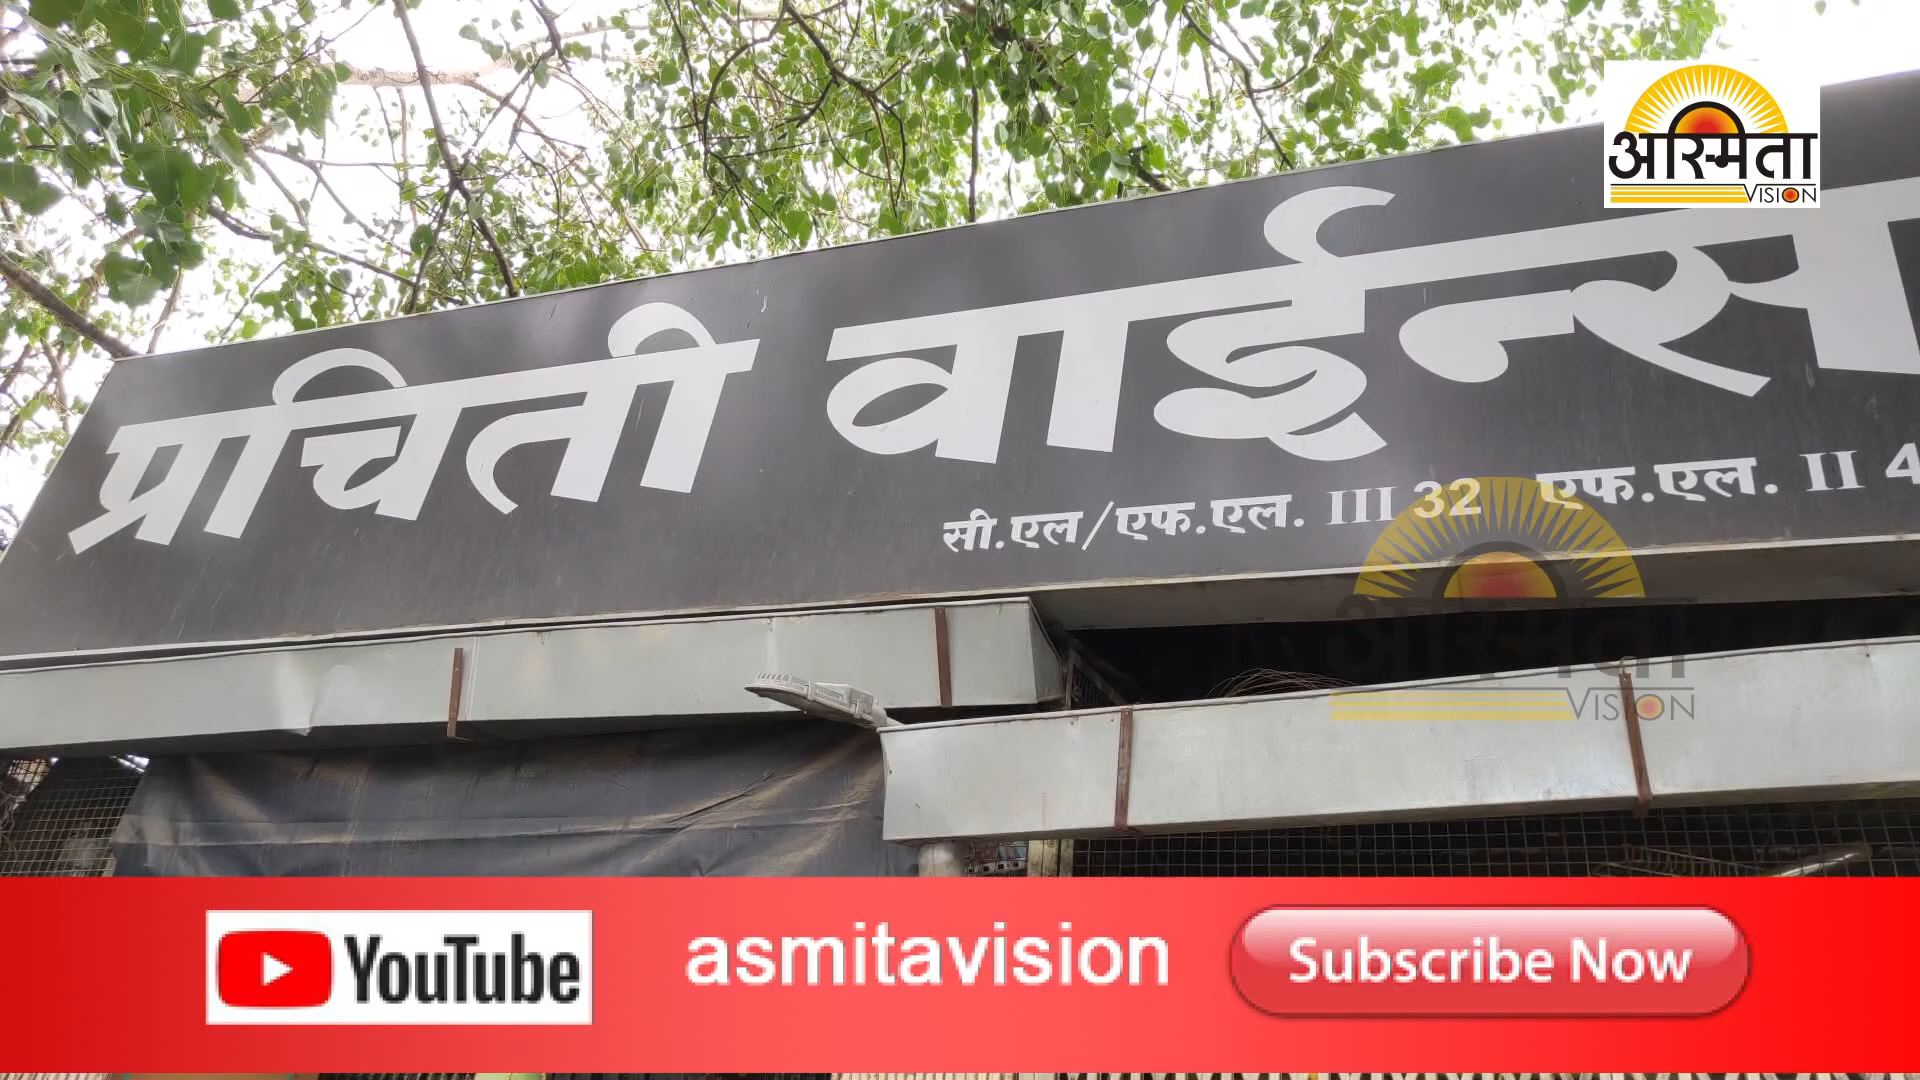 अस्मिता
VISION
प्रचिती वाईन्स
सी.एल/एफ.एल. III 32 एफ.एल. II 4
अस्मिता
VISION
YouTube
asmitavision
Subscribe Now